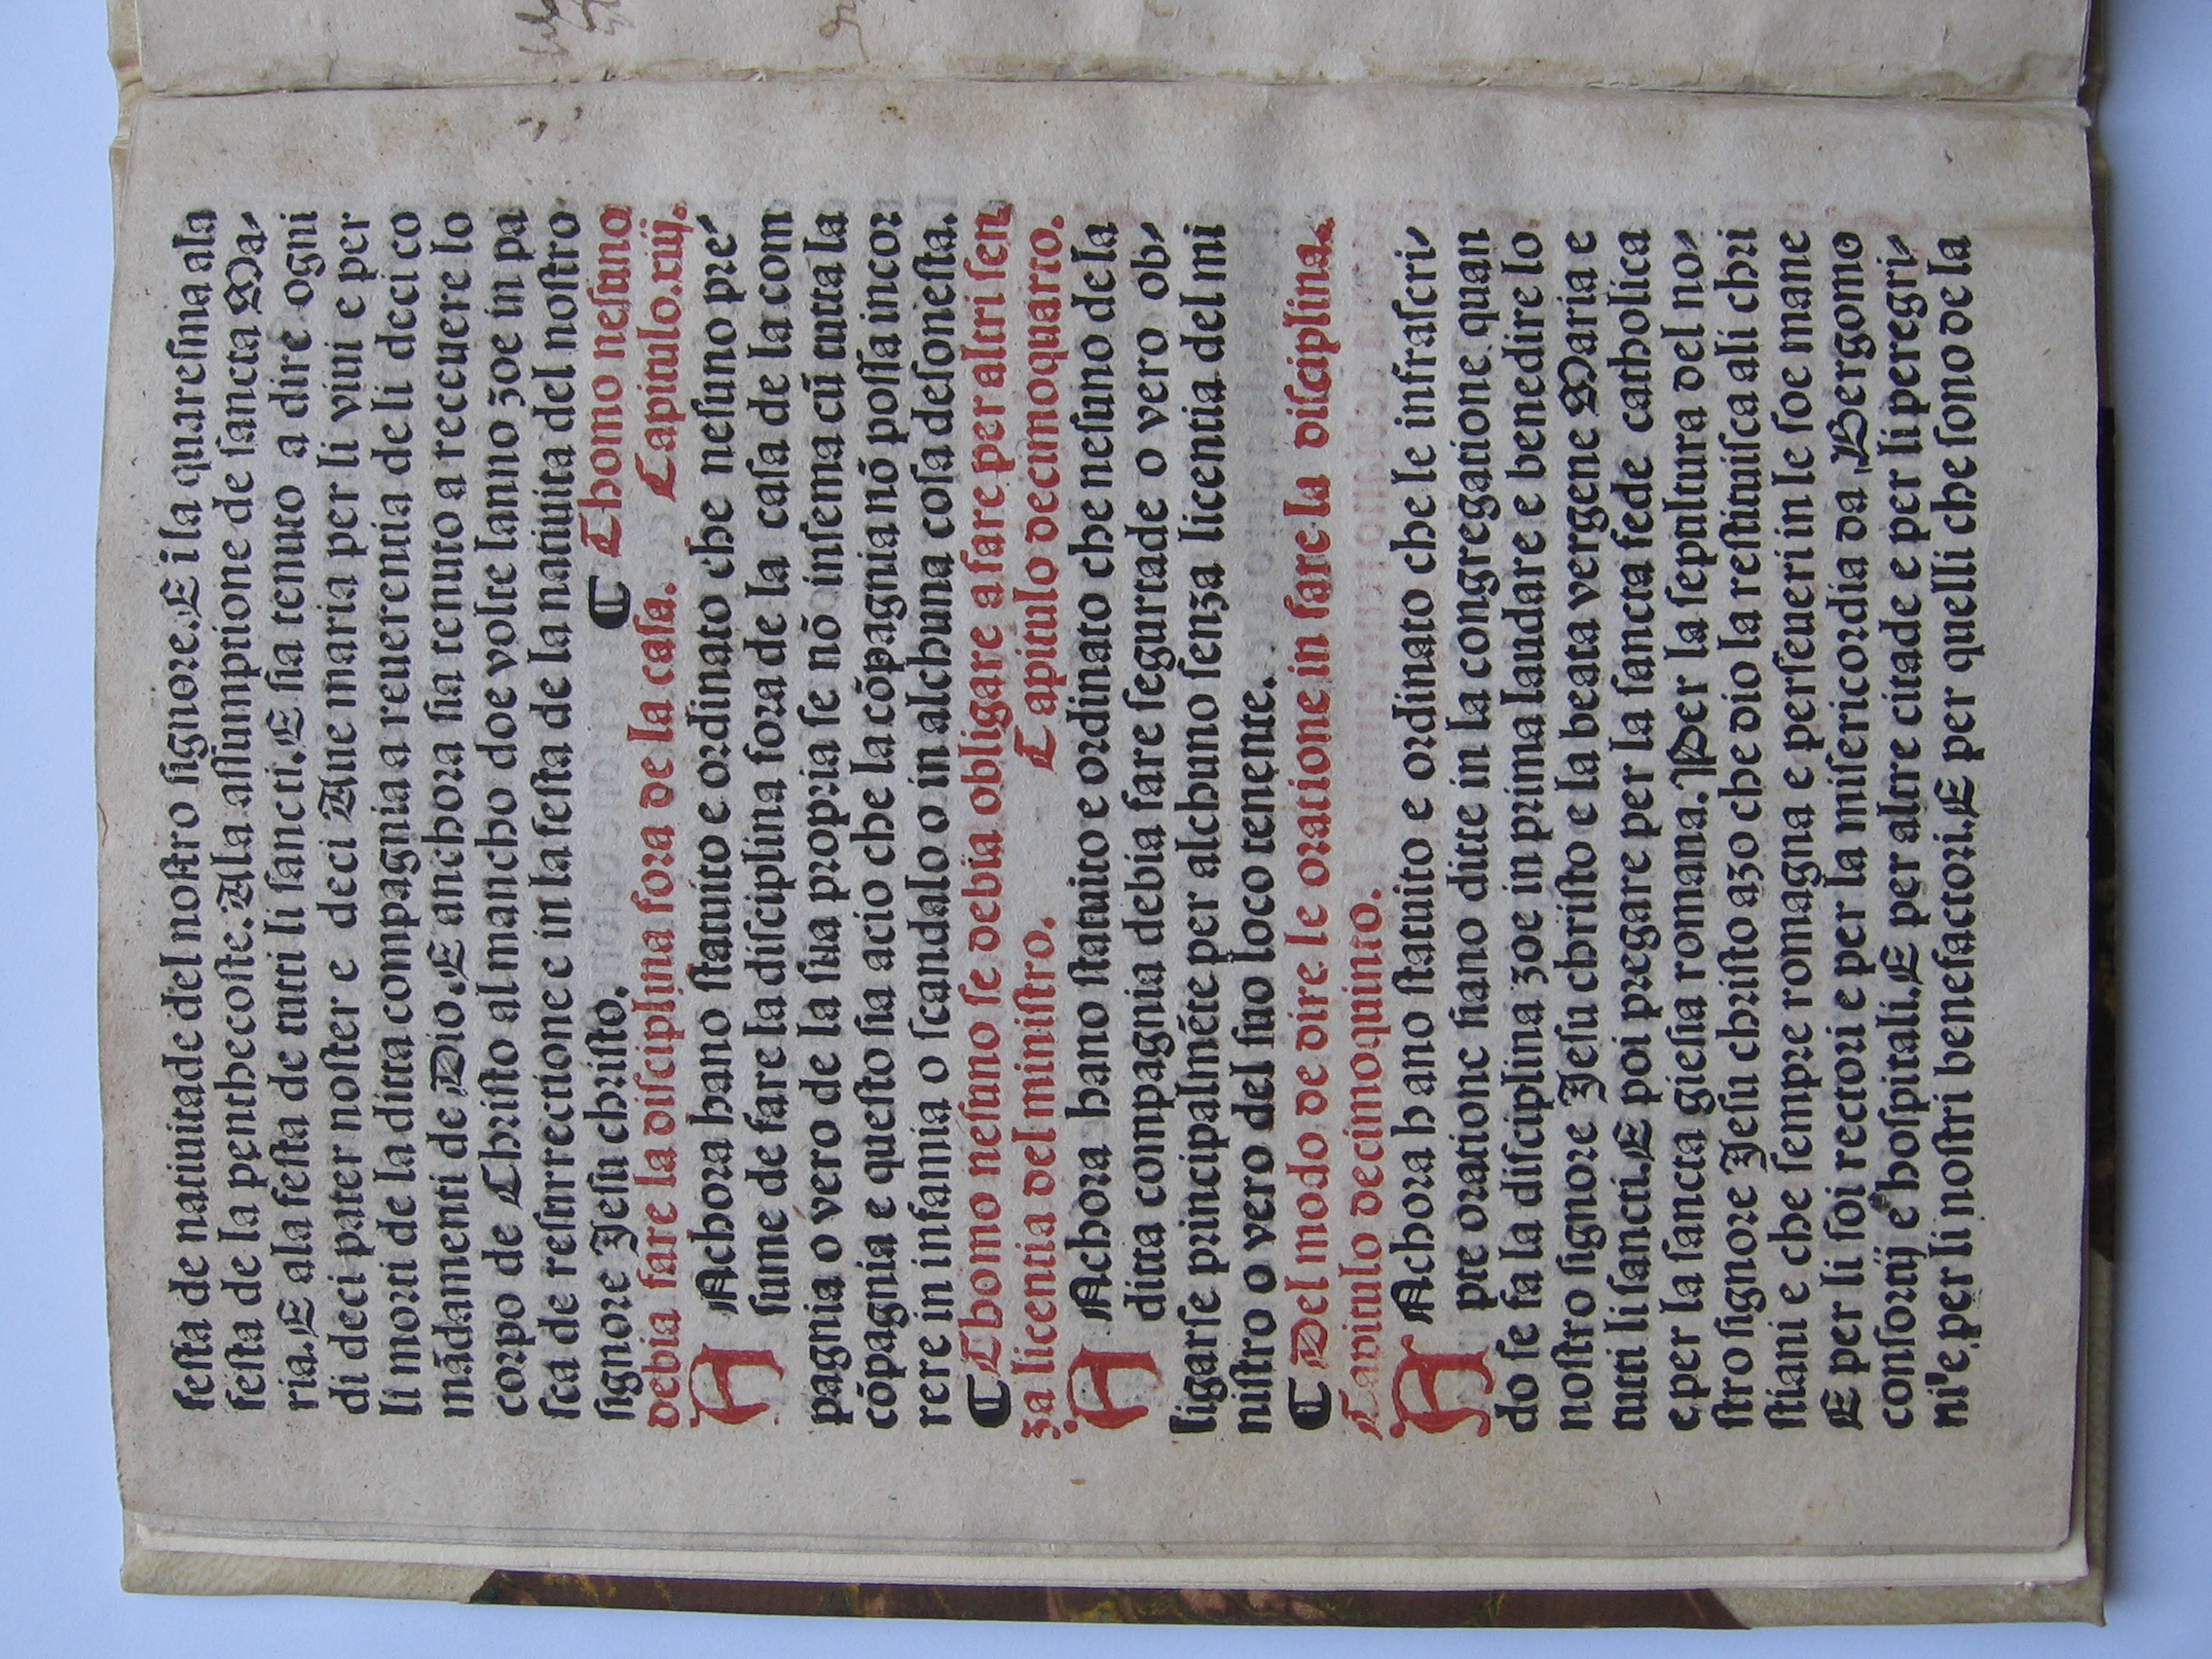 feſta de natiuitade del noſtro ſignore. E i la quareſma ala
feſta de la penthecoſte. Alla aſſumptione de ſancta Ma-
ria. E ala feſta de tutti li ſancti. E ſia tenuto a dire ogni
di deci pater noſter e deci Aue maria per li viui e per
li morti de la ditta compagnia a reuerentia de li deci co
mādamenti de Dio. E anchora ſia tenuto a receuere lo
corpo de Chriſto al mancho doe volte lanno zoe in pa
ſca de reſurrectione e in la feſta de la natiuita del noſtro
ſignore Jeſu chriſto. ¶ Chomo neſuno
debia fare la diſciplina fora de la caſa. Capitulo.xiij.
ANchora hano ſtatuito e ordinato che neſuno pre-
ſume de fare la diſciplina fora de la caſa de la com
pagnia o vero de la ſua propria ſe nō inſema cū tutta la
cōpagnia e queſto ſia acio che la cōpagnia nō poſſa incor
rere in infamia o ſcandalo o in alchuna coſa deſoneſta.
¶ Chomo neſuno ſe debia obligare a fare per altri ſen
za licentia del miniſtro. Capitulo decimoquarto.
ANchora hano ſtatuito e ordinato che neſuno de la
ditta compagnia debia fare ſegurtade o vero ob-
ligarſe principalmēte per alchuno ſenza licentia del mi
niſtro o vero del ſuo loco tenente.
¶ Del modo de dire le oratione in fare la diſciplina.
Capitulo decimoquinto.
ANchora hano ſtatuito e ordinato che le infraſcri-
pte oratione ſiano ditte in la congregatione quan
do ſe fa la diſciplina zoe in prima laudare e benedire lo
noſtro ſignore Jeſu chriſto e la beata vergene Maria e
tutti li ſancti. E poi pregare per la ſancta fede catholica
e per la ſancta gieſia romana. Per la ſepultura del no-
ſtro ſignore Jeſu chriſto azo che dio la reſtituiſca ali chri
ſtiani e che ſempre romagna e perſeueri in le ſoe mane
E per li ſoi rectori e per la miſericordia da Bergomo
conſortij e hoſpitali. E per altre citade e per li peregri-
ni e per li noſtri benefactori. E per quelli che ſono de la